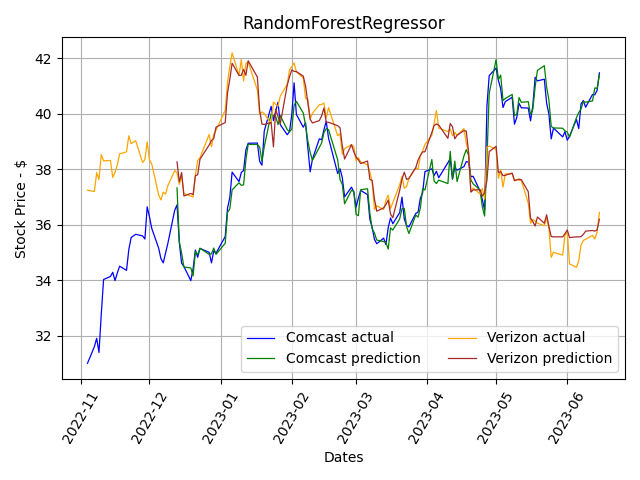 RandomForestRegressor
Stock Price - $
42
40
38
36
34
32
2022-11
2022-12
2023-01
2023-02
2023-03
2023-04
2023-05
2023-06
Dates
Comcast actual
Comcast prediction
Verizon actual
Verizon prediction